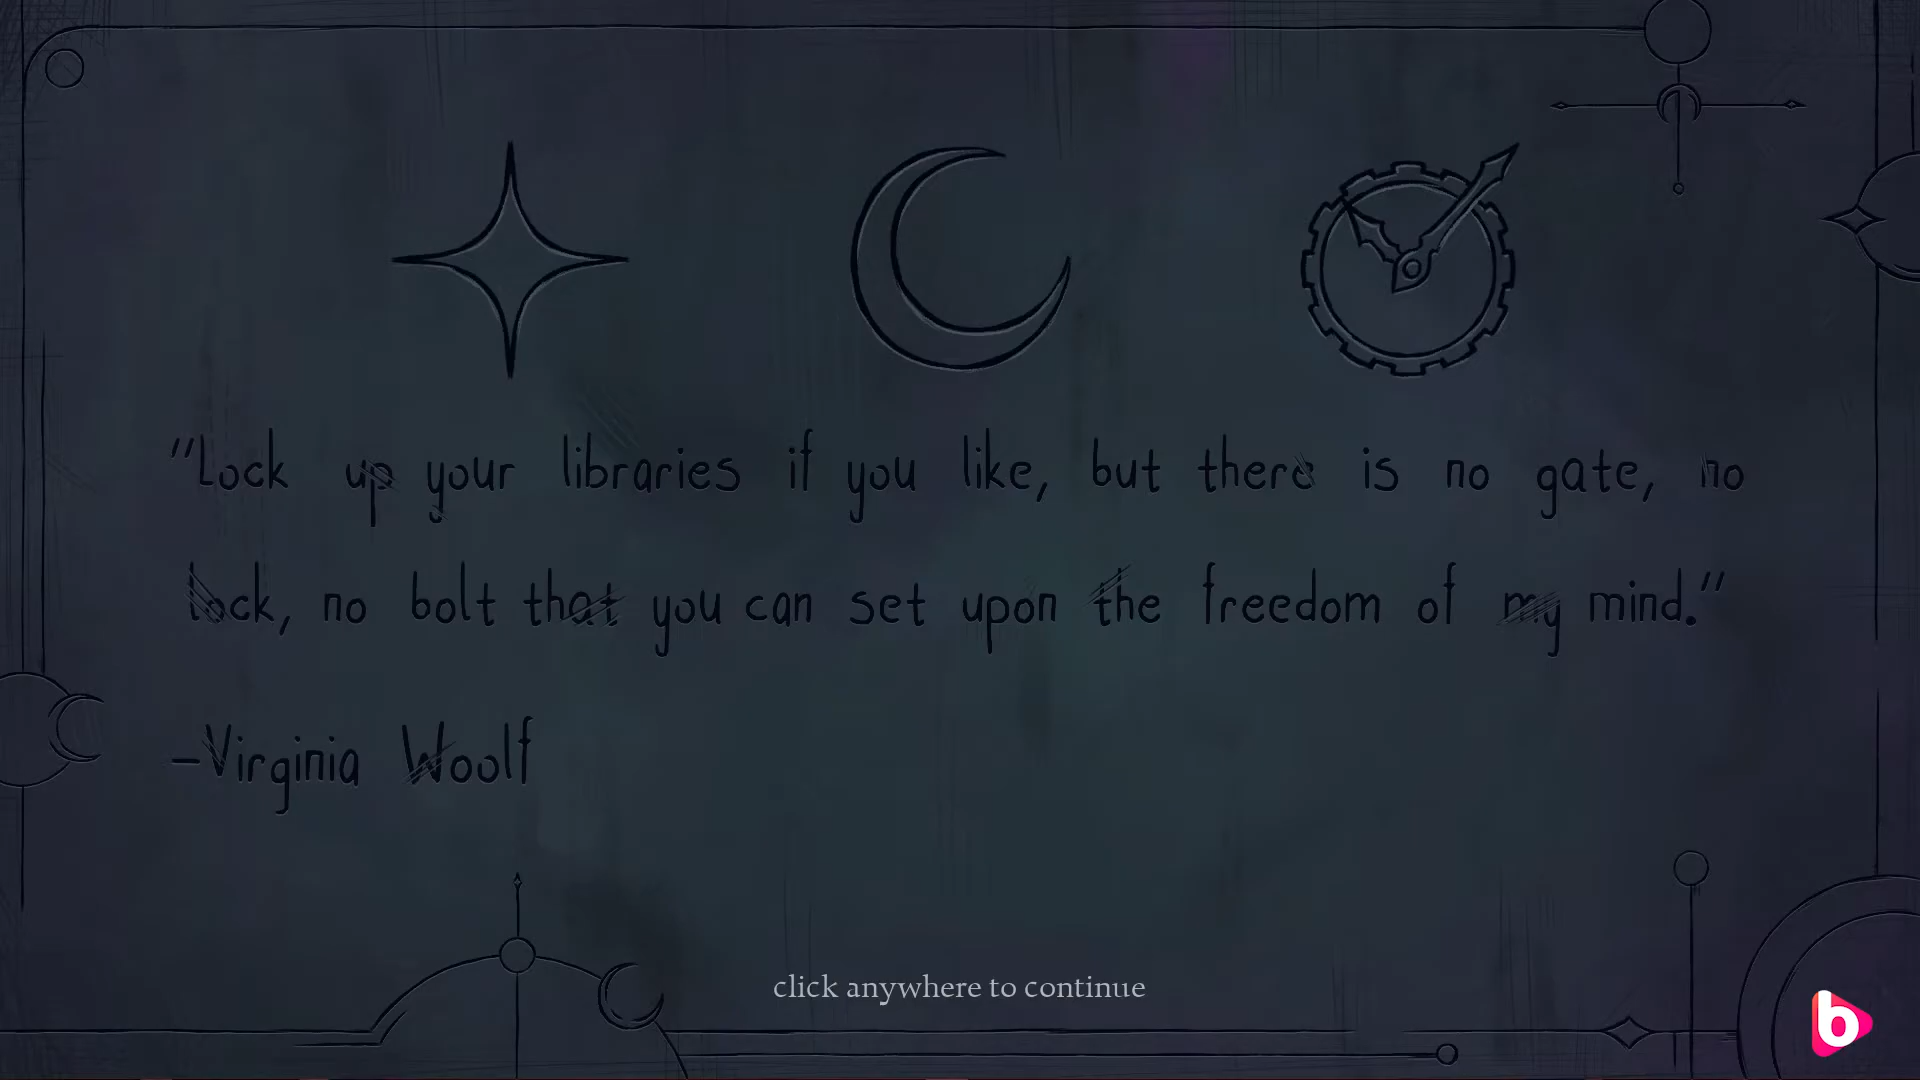 "Lock up your libraries if you like, but there is no gate, no
lock, no bolt that you can set upon the freedom of my mind."
-Virginia Woolf
click anywhere to continue
b